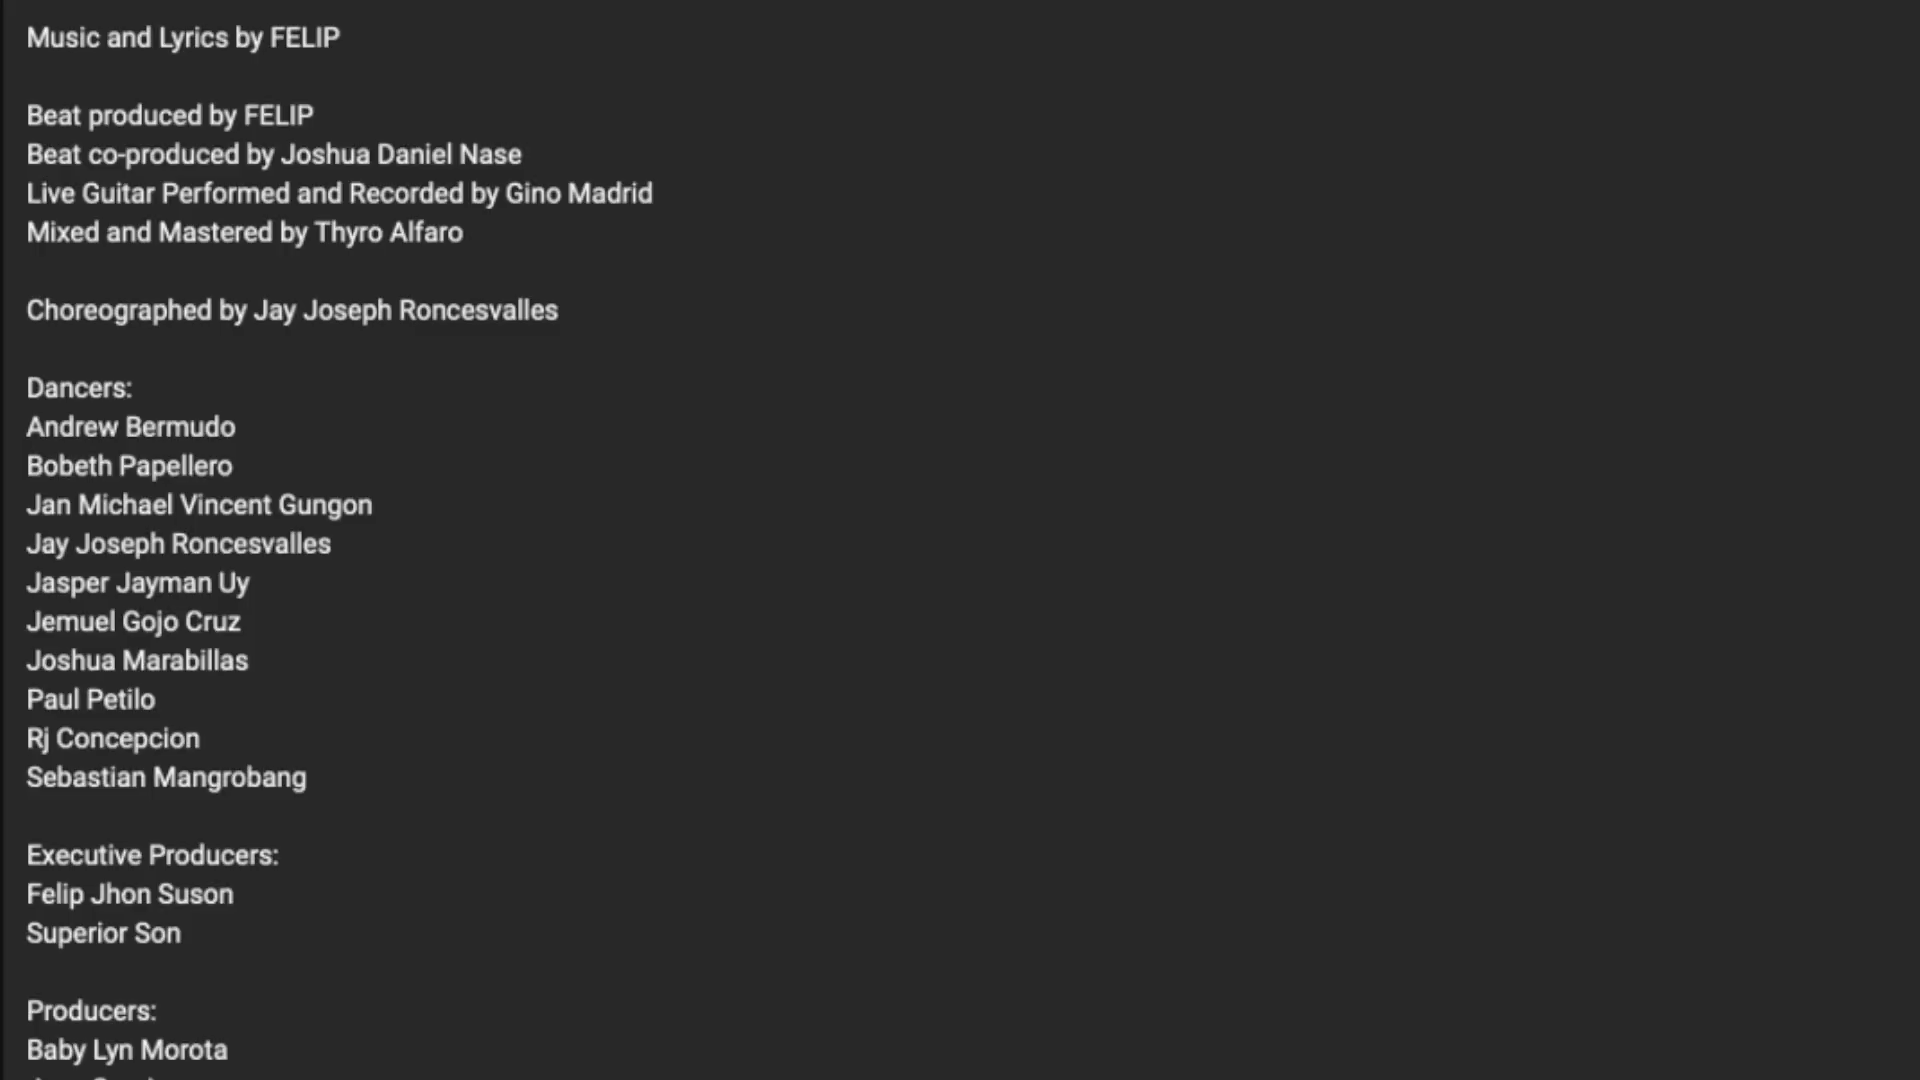 Music and Lyrics by FELIP
Beat produced by FELIP
Beat co-produced by Joshua Daniel Nase
Live Guitar Performed and Recorded by Gino Madrid
Mixed and Mastered by Thyro Alfaro
Choreographed by Jay Joseph Roncesvalles
Dancers:
Andrew Bermudo
Bobeth Papellero
Jan Michael Vincent Gungon
Jay Joseph Roncesvalles
Jasper Jayman Uy
Jemuel Gojo Cruz
Joshua Marabillas
Paul Petilo
Rj Concepcion
Sebastian Mangrobang
Executive Producers:
Felip Jhon Suson
Superior Son
Producers:
Baby Lyn Morota